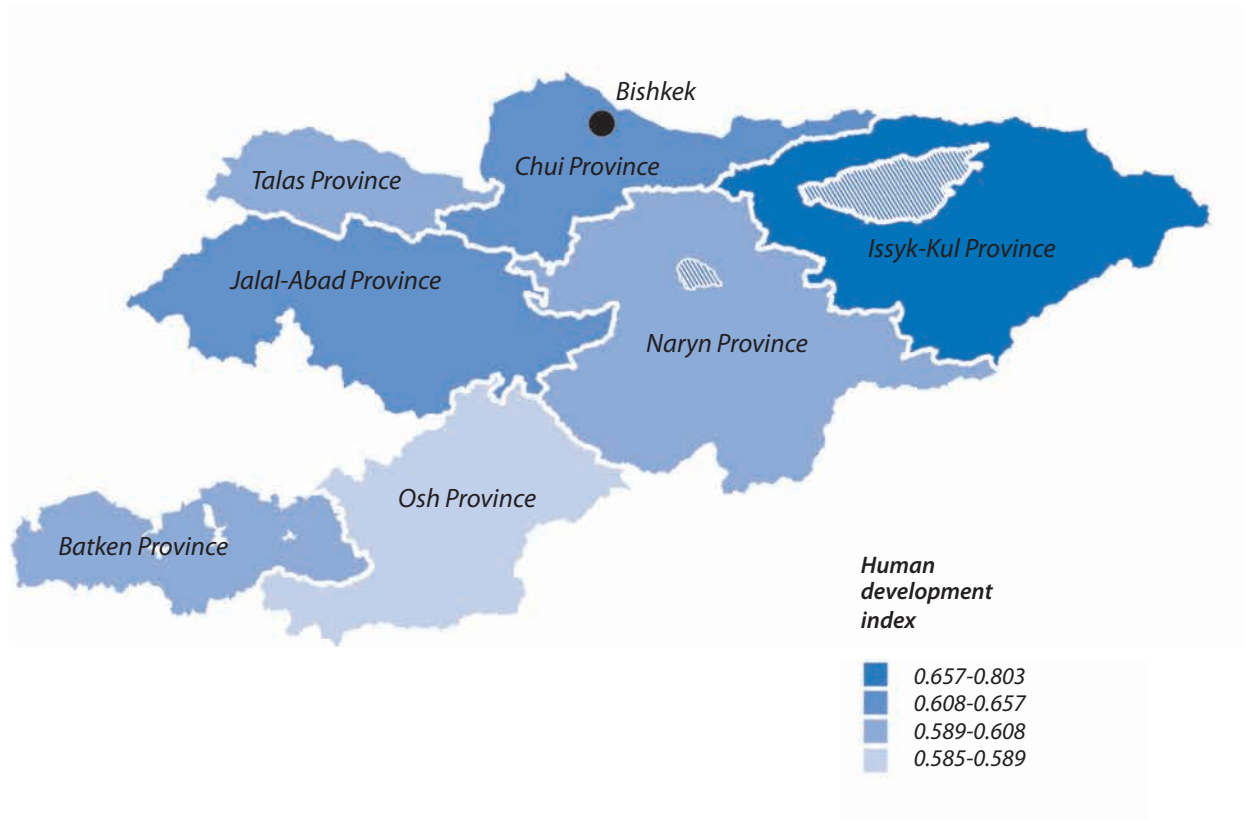 Bishkek
Chui Province
Talas Province
Issyk-Kul Province
Jalal-Abad Province
Naryn Province
Osh Province
Batken Province
Human
development
index
0.657-0.803
0.608-0.657
0.589-0.608
0.585-0.589